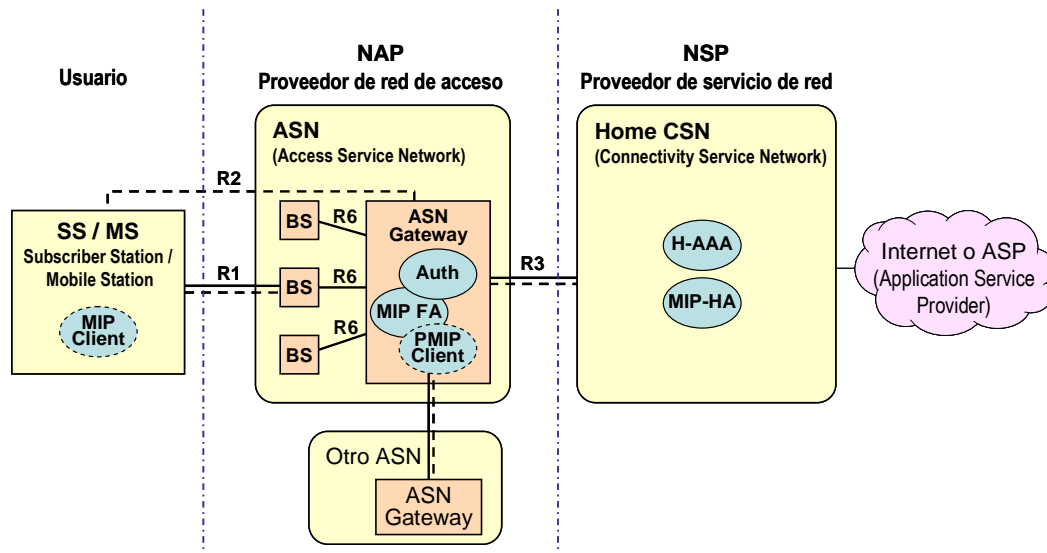 Usuario
NAP
Proveedor de red de acceso
NSP
Proveedor de servicio de red
ASN
(Access Service Network)
Home CSN
(Connectivity Service Network)
R2
SS / MS
Subscriber Station /
Mobile Station
MIP
Client
R1
BS
R6
BS
R6
BS
R6
ASN
Gateway
Auth
MIP FA
PMIP
Client
R3
H-AAA
MIP-HA
Internet o ASP
(Application Service
Provider)
Otro ASN
ASN
Gateway